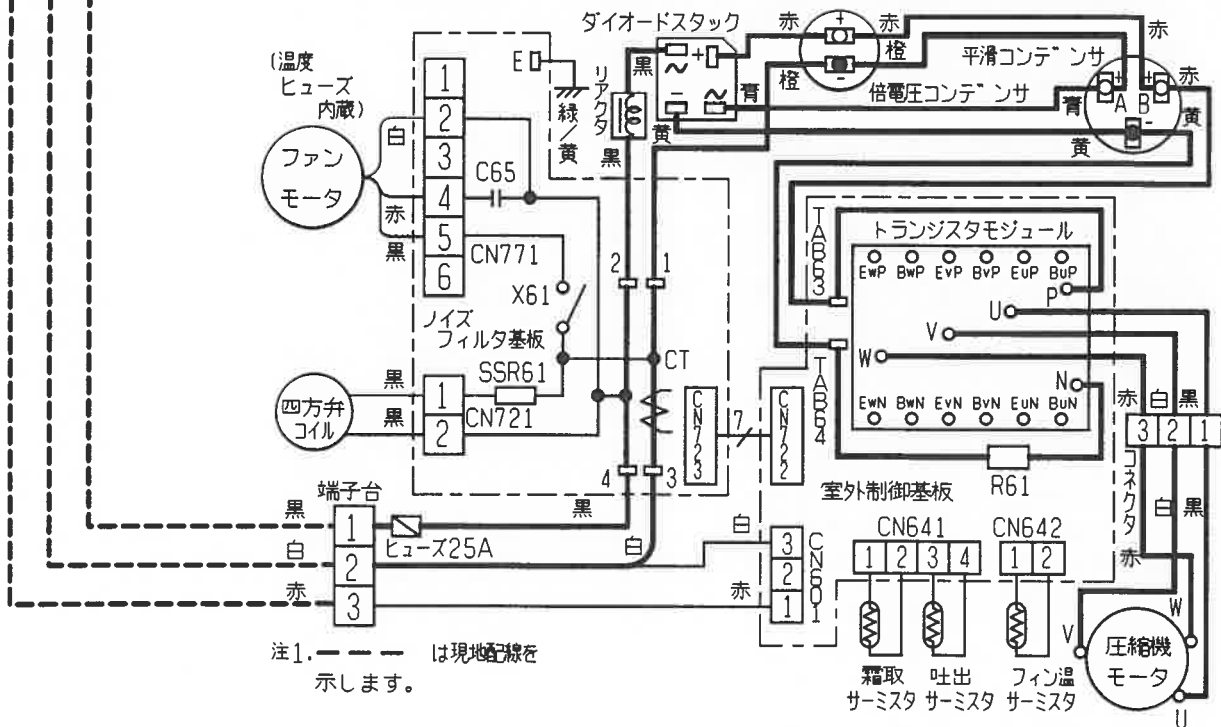 ダイオードスタック
赤
+
赤
赤
平滑コンデンサ
橙
橙
-
倍電圧コンデンサ
+
A
B
+
-
赤
青
黄
黄
(温度
ヒューズ
内蔵)
E
緑/黄
リアクタ
黒
黒
~
+
-
~
青
黄
1
2
3
4
5
6
白
ファン
モータ
赤
黒
C65
CN771
X61
2
1
ノイズ
フィルタ基板
SSR61
CT
黒
黒
四方弁
コイル
1
2
CN721
CN723
7
CN722
4
3
TAB63
TAB64
トランジスタモジュール
EwP BwP EvP BvP EuP BuP
P
U
V
W
N
EwN BwN EvN BvN EuN BuN
R61
赤
白
黒
3 2 1
コネクタ
室外制御基板
端子台
黒
白
赤
1
2
3
ヒューズ25A
黒
白
白
赤
3
2
1
CN601
CN641
1 2 3 4
CN642
1 2
霜取
サーミスタ
吐出
サーミスタ
フィン温
サーミスタ
白
黒
赤
V
W
U
圧縮機
モータ
注1. は現地配線を
示します。